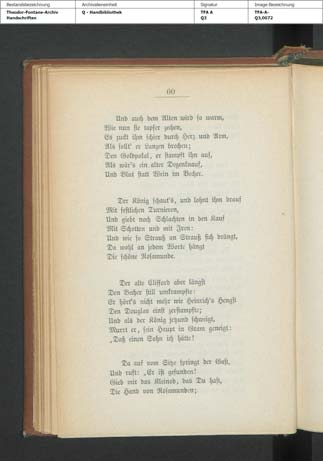 Bestandsbezeichnung Archivalieneinheit Signatur Image Bezeichnung
Theodor-Fontane-Archiv Q - Handbibliothek TFA A TFA-A-
Handschriften Q3 Q3,0072
60
Und auch dem Alten wird so warm,
Wie nun sie tapfer zechen,
Es zuckt ihm schier durch Herz und Arm,
Als sollt' er Lanzen brechen;
Den Goldpokal, er stampft ihn auf,
Als wär's ein alter Degenknauf,
Und Blut statt Wein im Becher.
Der König schaut's, und lohnt ihm drauf
Mit festlichen Turnieren,
Und giebt noch Schlachten in den Kauf
Mit Schotten und mit Iren:
Und wie so Strauß an Strauß sich drängt,
Da wohl an jedem Worte hängt
Die schöne Rosamunde.
Der alte Clifford aber längst
Den Becher still umkrampfte:
Er hört's nicht mehr wie Heinrich's Hengst
Den Douglas einst zerstampfte;
Und als der König jetzund schweigt,
Murrt er, sein Haupt in Gram geneigt:
„Daß einen Sohn ich hätte!
Da auf vom Sitze springt der Gast,
Und ruft: „Er ist gefunden!
Gieb mir das Kleinod, das Du hast,
Die Hand von Rosamunden;